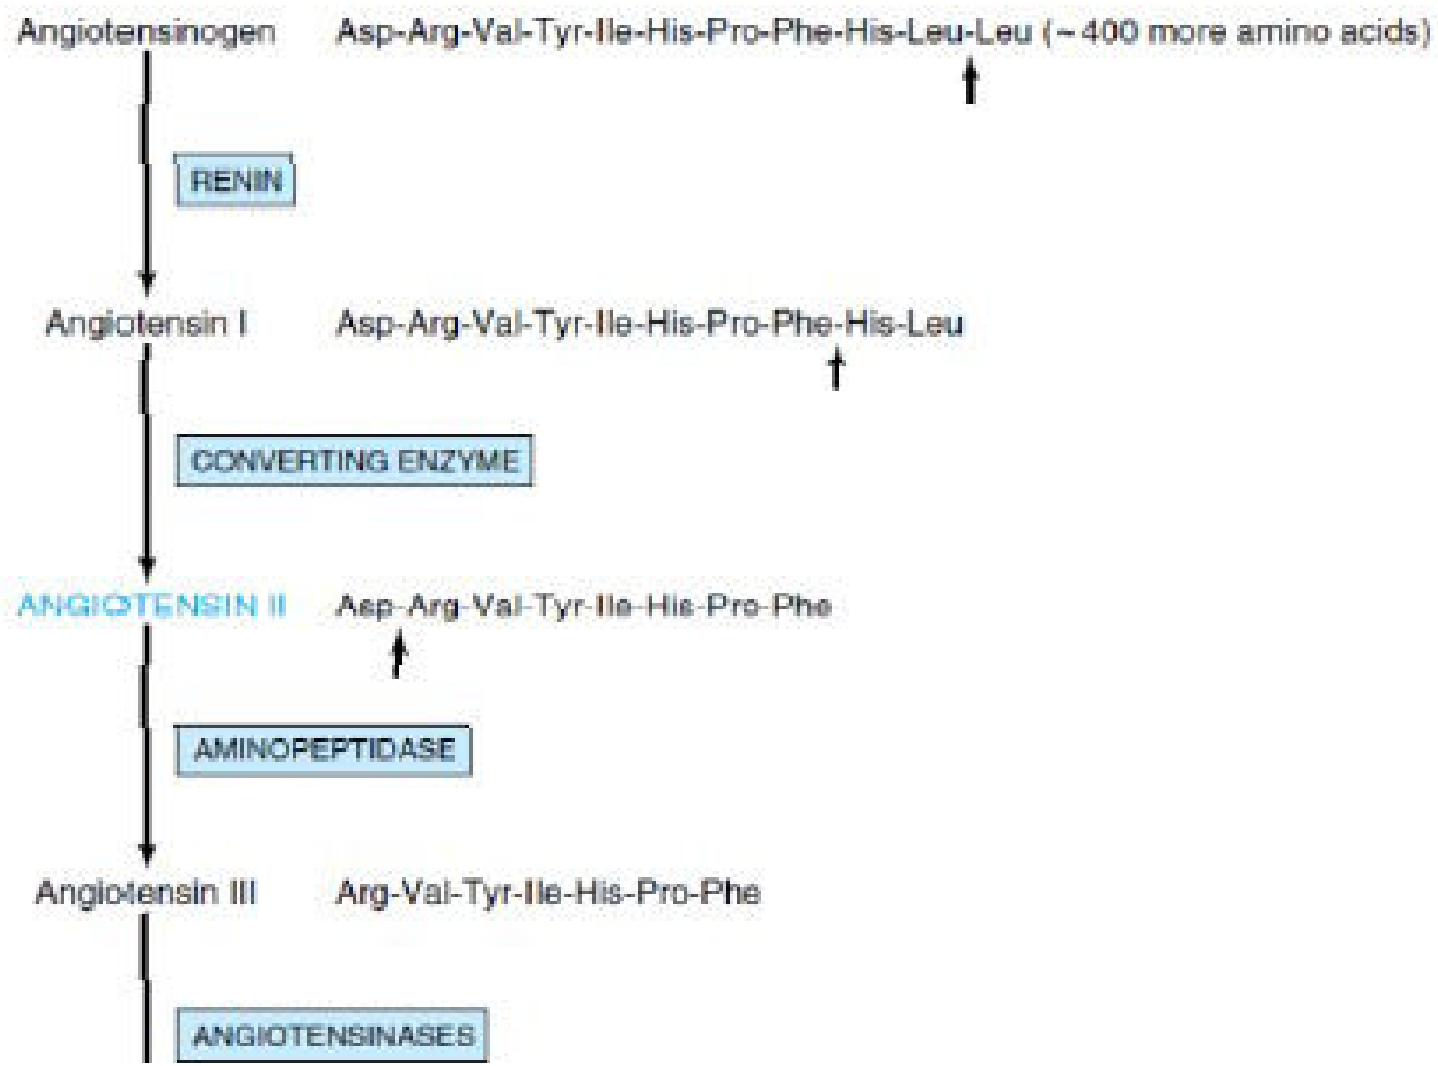 Angiotensinogen Asp-Arg-Val-Tyr-Ile-His-Pro-Phe-His-Leu-Leu (~400 more amino acids)
RENIN
Angiotensin I Asp-Arg-Val-Tyr-Ile-His-Pro-Phe-His-Leu
CONVERTING ENZYME
ANGIOTENSIN II Asp-Arg-Val-Tyr-Ile-His-Pro-Phe
AMINOPEPTIDASE
Angiotensin III Arg-Val-Tyr-Ile-His-Pro-Phe
ANGIOTENSINASES